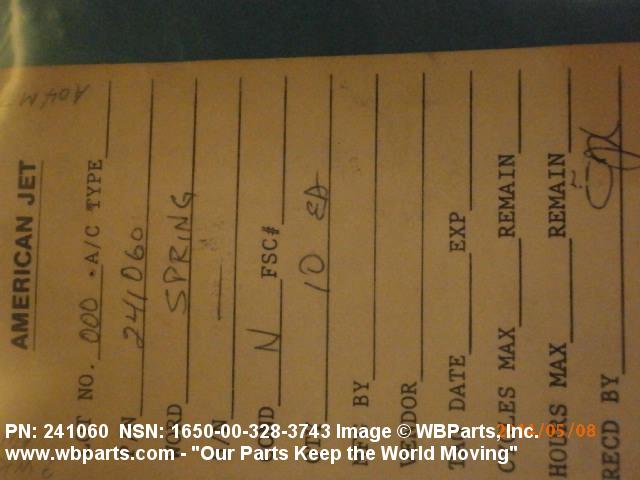 AMERICAN JET
NO. 000 . A/C TYPE
241060
SPRING
N FSC#
10 EA
BY
DATE EXP
MAX REMAIN
HOURS MAX REMAIN
RECD BY
PN: 241060 NSN: 1650-00-328-3743 Image © WBParts, Inc.
www.wbparts.com - "Our Parts Keep the World Moving"